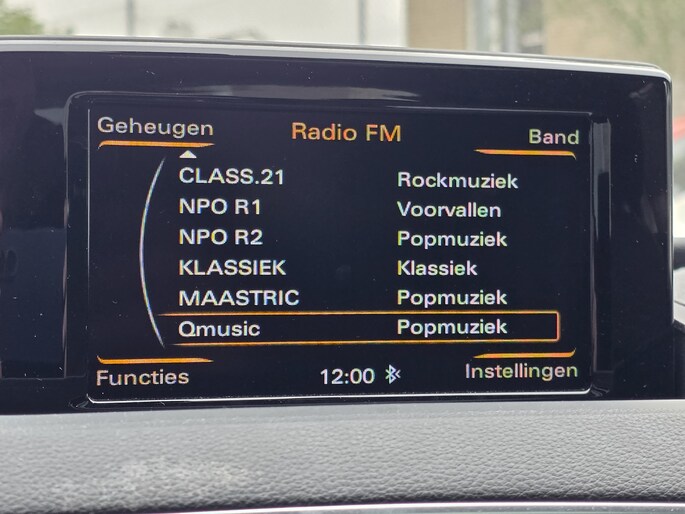 Geheugen Radio FM Band
CLASS.21 Rockmuziek
NPO R1 Voorvallen
NPO R2 Popmuziek
KLASSIEK Klassiek
MAASTRIC Popmuziek
Qmusic Popmuziek
Functies 12:00 Instellingen